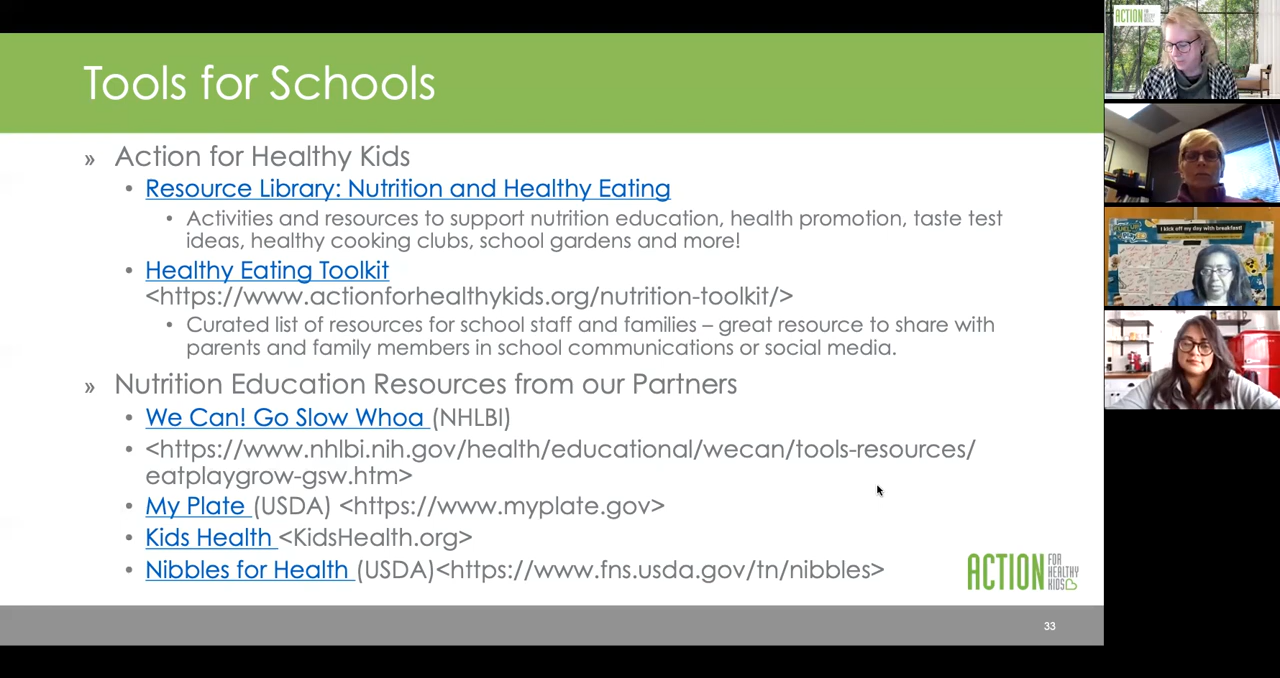 Tools for Schools
» Action for Healthy Kids
• Resource Library: Nutrition and Healthy Eating
• Activities and resources to support nutrition education, health promotion, taste test
ideas, healthy cooking clubs, school gardens and more!
• Healthy Eating Toolkit
<https://www.actionforhealthykids.org/nutrition-toolkit/>
• Curated list of resources for school staff and families – great resource to share with
parents and family members in school communications or social media.
» Nutrition Education Resources from our Partners
• We Can! Go Slow Whoa (NHLBI)
• <https://www.nhlbi.nih.gov/health/educational/wecan/tools-resources/
eatplaygrow-gsw.htm>
• My Plate (USDA) <https://www.myplate.gov>
• Kids Health <KidsHealth.org>
• Nibbles for Health (USDA)<https://www.fns.usda.gov/tn/nibbles>
ACTION FOR HEALTHY KIDS
33
ACTION
I kick off my day with breakfast!